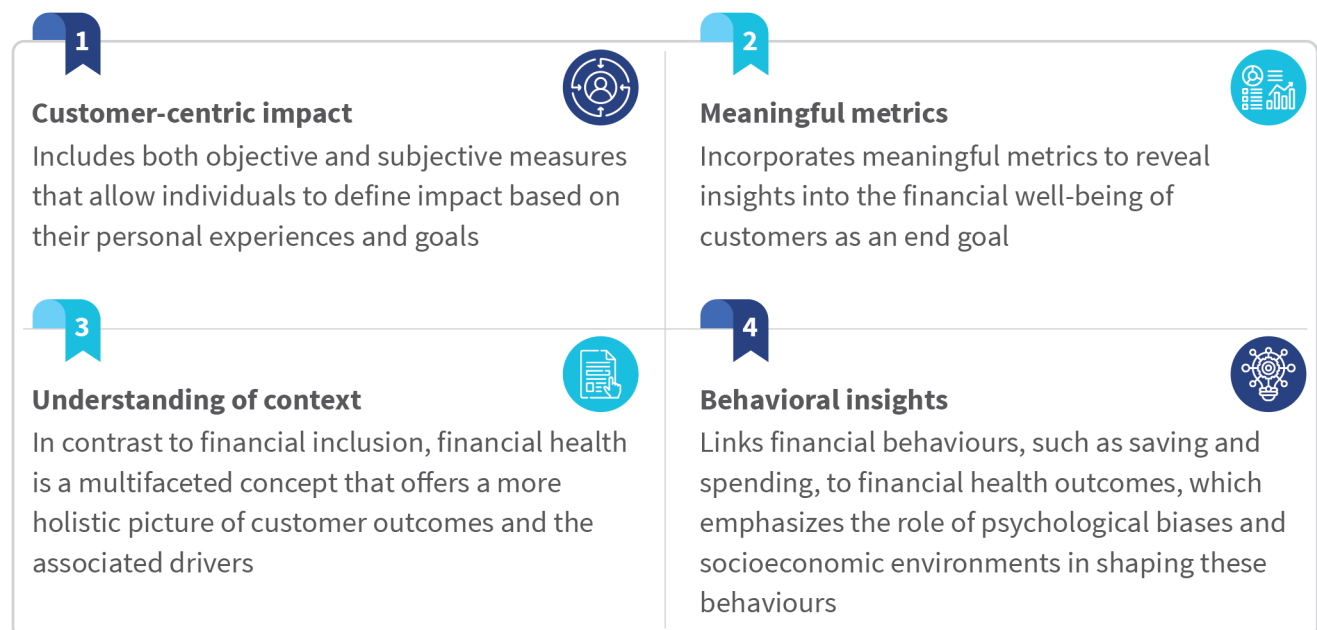 1
Customer-centric impact
Includes both objective and subjective measures
that allow individuals to define impact based on
their personal experiences and goals
2
Meaningful metrics
Incorporates meaningful metrics to reveal
insights into the financial well-being of
customers as an end goal
3
Understanding of context
In contrast to financial inclusion, financial health
is a multifaceted concept that offers a more
holistic picture of customer outcomes and the
associated drivers
4
Behavioral insights
Links financial behaviours, such as saving and
spending, to financial health outcomes, which
emphasizes the role of psychological biases and
socioeconomic environments in shaping these
behaviours